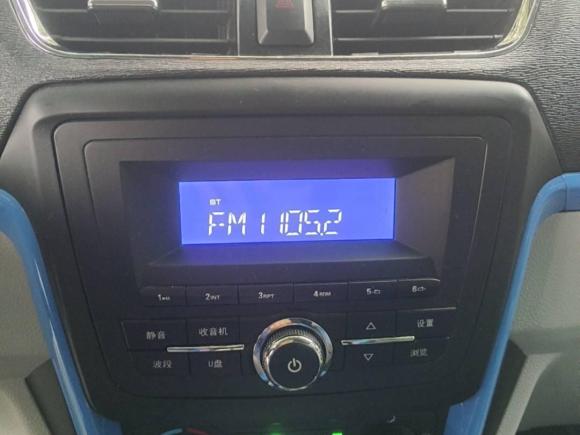 ST
FM1 105.2
1 2INT 3RPT 4RDM 5- 6-
静音 收音机 △ 设置
波段 U盘 ▽ 浏览